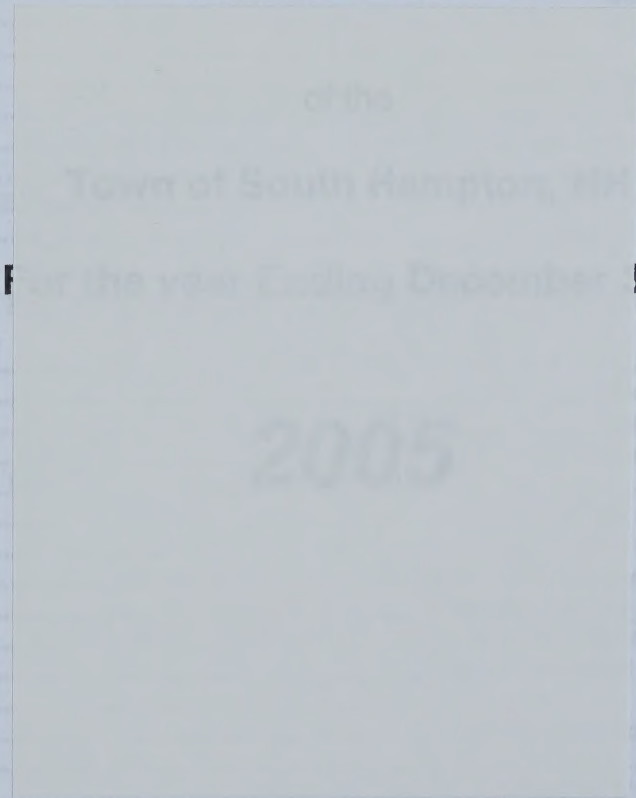 of the
Town of South Hampton, NH
For the year Ending December
2005